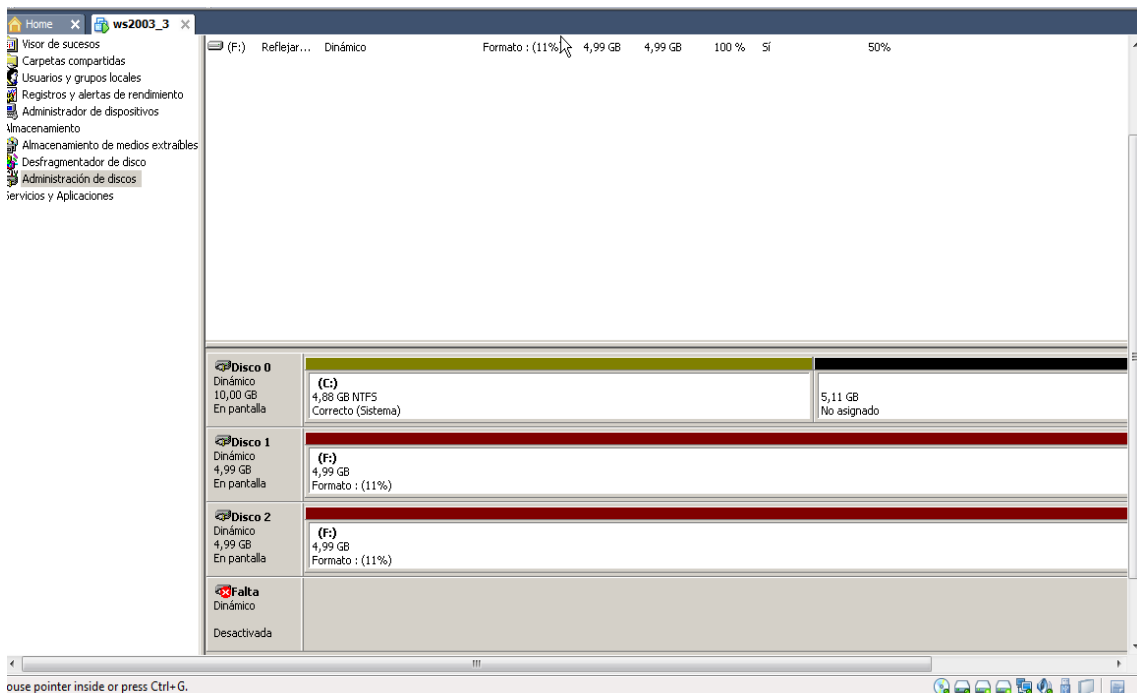 Home X ws2003_3 X
Visor de sucesos
Carpetas compartidas
Usuarios y grupos locales
Registros y alertas de rendimiento
Administrador de dispositivos
Almacenamiento
Almacenamiento de medios extraíbles
Desfragmentador de disco
Administración de discos
Servicios y Aplicaciones
(F:) Reflejar... Dinámico Formato : (11% 4,99 GB 4,99 GB 100 % Sí 50%
Disco 0
Dinámico
10,00 GB
En pantalla
(C:)
4,88 GB NTFS
Correcto (Sistema)
5,11 GB
No asignado
Disco 1
Dinámico
4,99 GB
En pantalla
(F:)
4,99 GB
Formato : (11%)
Disco 2
Dinámico
4,99 GB
En pantalla
(F:)
4,99 GB
Formato : (11%)
Falta
Dinámico
Desactivada
ouse pointer inside or press Ctrl+G.